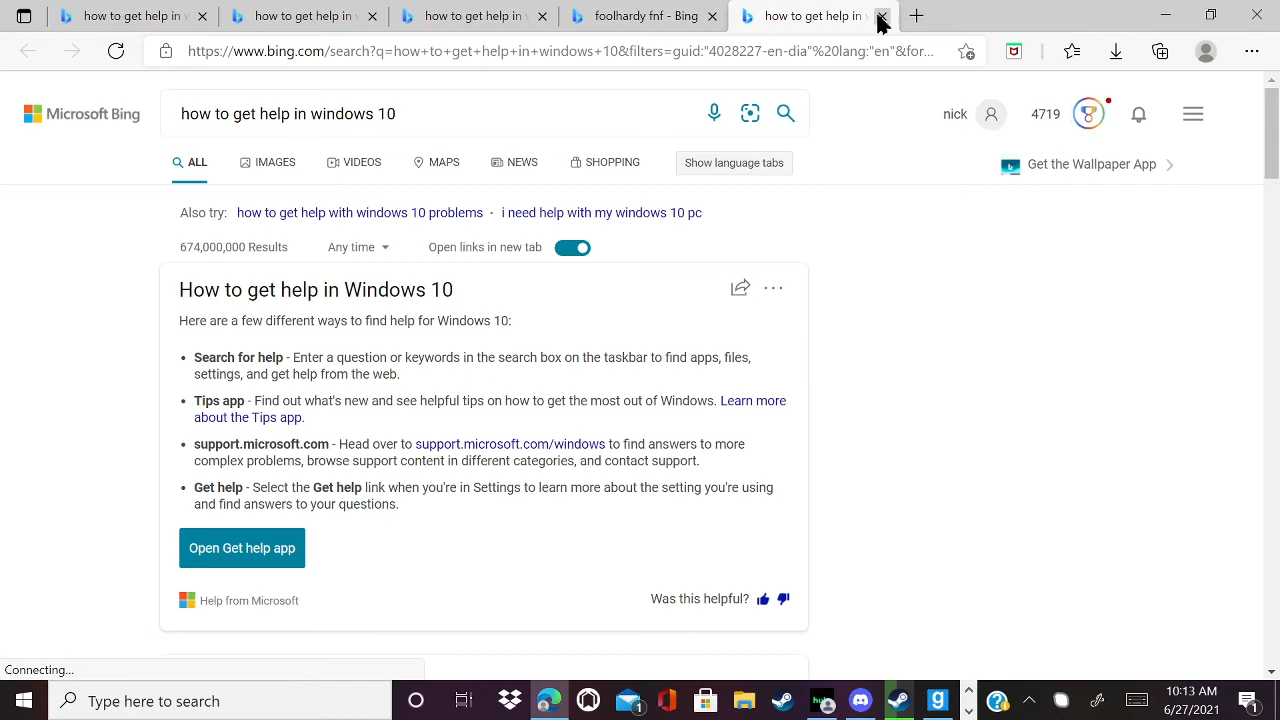 how to get help in
how to get help in
how to get help in
foolhardy fnf - Bing
how to get help in
https://www.bing.com/search?q=how+to+get+help+in+windows+10&filters=guid:"4028227-en-dia"%20lang:"en"&for...
Microsoft Bing
how to get help in windows 10
nick
4719
ALL
IMAGES
VIDEOS
MAPS
NEWS
SHOPPING
Show language tabs
Get the Wallpaper App
Also try: how to get help with windows 10 problems · i need help with my windows 10 pc
674,000,000 Results
Any time
Open links in new tab
How to get help in Windows 10
Here are a few different ways to find help for Windows 10:
• Search for help - Enter a question or keywords in the search box on the taskbar to find apps, files,
settings, and get help from the web.
• Tips app - Find out what's new and see helpful tips on how to get the most out of Windows. Learn more
about the Tips app.
• support.microsoft.com - Head over to support.microsoft.com/windows to find answers to more
complex problems, browse support content in different categories, and contact support.
• Get help - Select the Get help link when you're in Settings to learn more about the setting you're using
and find answers to your questions.
Open Get help app
Help from Microsoft
Was this helpful?
Connecting...
Type here to search
1
10:13 AM
6/27/2021
1